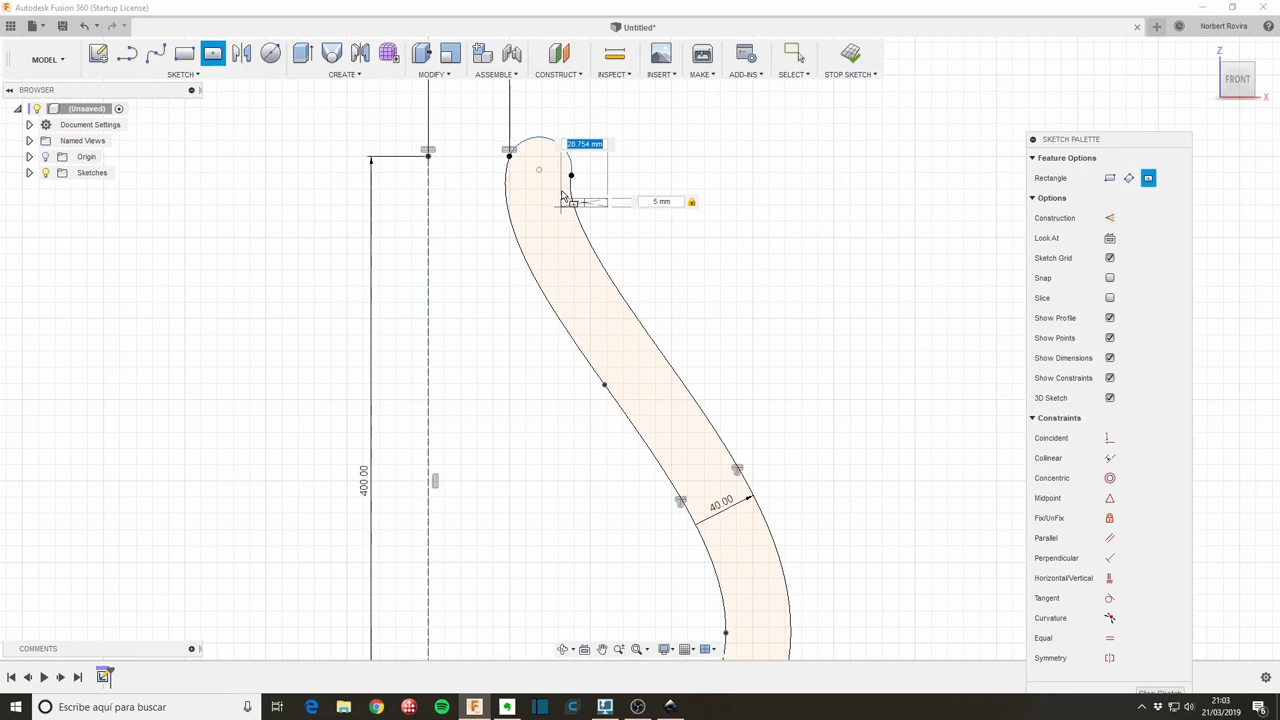 Autodesk Fusion 360 (Startup License)
Untitled*
Norbert Rovira
MODEL
SKETCH
CREATE
MODIFY
ASSEMBLE
CONSTRUCT
INSPECT
INSERT
MAKE
ADD-INS
SELECT
STOP SKETCH
Z
FRONT
X
BROWSER
(Unsaved)
Document Settings
Named Views
Origin
Sketches
28.754 mm
5 mm
400.00
40.00
SKETCH PALETTE
Feature Options
Rectangle
Options
Construction
Look At
Sketch Grid
Snap
Slice
Show Profile
Show Points
Show Dimensions
Show Constraints
3D Sketch
Constraints
Coincident
Collinear
Concentric
Midpoint
Fix/UnFix
Parallel
Perpendicular
Horizontal/Vertical
Tangent
Curvature
Equal
Symmetry
Stop Sketch
COMMENTS
Escribe aquí para buscar
21:03
21/03/2019